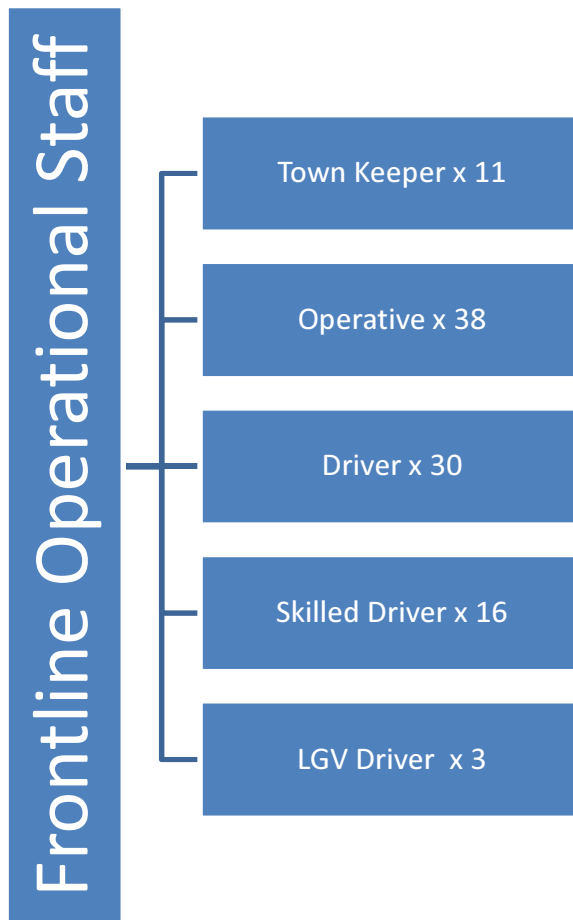 Frontline Operational Staff
Town Keeper x 11
Operative x 38
Driver x 30
Skilled Driver x 16
LGV Driver  x 3